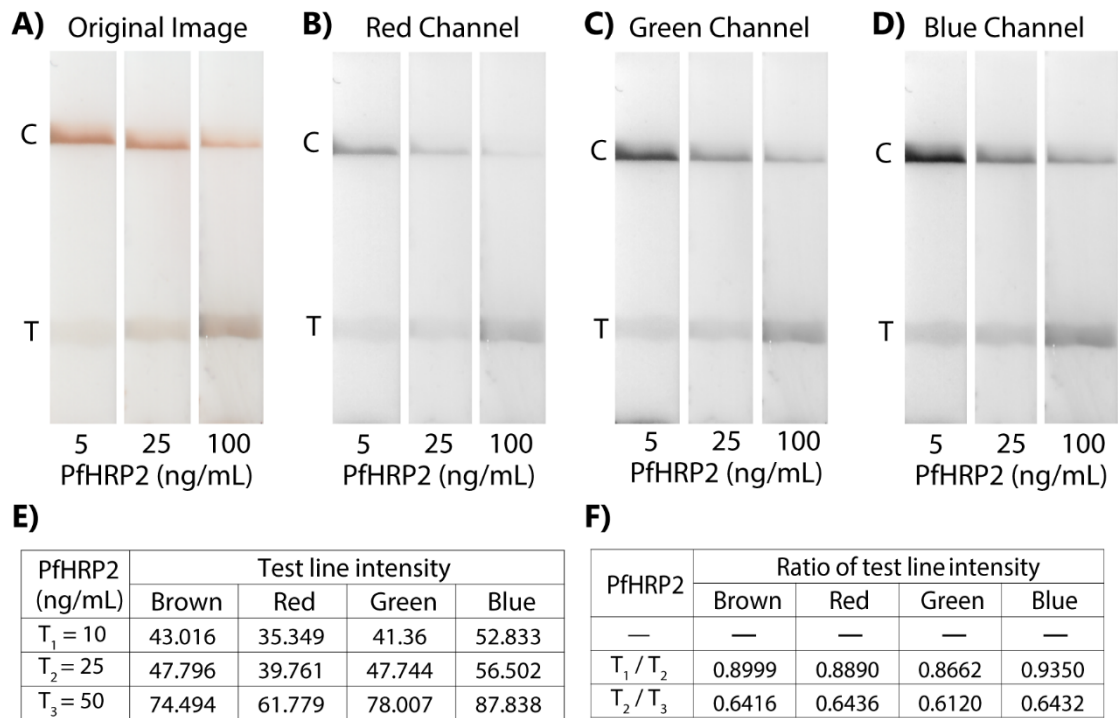 A) Original Image
B) Red Channel
C) Green Channel
D) Blue Channel
C
C
C
C
T
T
T
T
5 25 100
PfHRP2 (ng/mL)
5 25 100
PfHRP2 (ng/mL)
5 25 100
PfHRP2 (ng/mL)
5 25 100
PfHRP2 (ng/mL)
E)
PfHRP2 (ng/mL) Test line intensity
Brown Red Green Blue
T₁ = 10 43.016 35.349 41.36 52.833
T₂ = 25 47.796 39.761 47.744 56.502
T₃ = 50 74.494 61.779 78.007 87.838
F)
PfHRP2 Ratio of test line intensity
Brown Red Green Blue
— — — — —
T₁ / T₂ 0.8999 0.8890 0.8662 0.9350
T₂ / T₃ 0.6416 0.6436 0.6120 0.6432